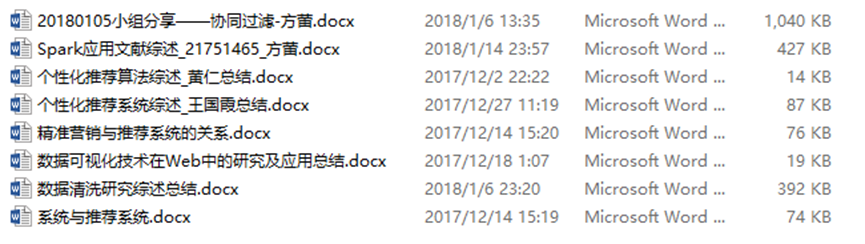 20180105小组分享——协同过滤-方菌.docx 2018/1/6 13:35 Microsoft Word ... 1,040 KB
Spark应用文献综述_21751465_方菌.docx 2018/1/14 23:57 Microsoft Word ... 427 KB
个性化推荐算法综述_黄仁总结.docx 2017/12/2 22:22 Microsoft Word ... 14 KB
个性化推荐系统综述_王国霞总结.docx 2017/12/27 11:19 Microsoft Word ... 87 KB
精准营销与推荐系统的关系.docx 2017/12/14 15:20 Microsoft Word ... 76 KB
数据可视化技术在Web中的研究及应用总结.docx 2017/12/18 1:07 Microsoft Word ... 19 KB
数据清洗研究综述总结.docx 2018/1/6 23:20 Microsoft Word ... 392 KB
系统与推荐系统.docx 2017/12/14 15:19 Microsoft Word ... 74 KB